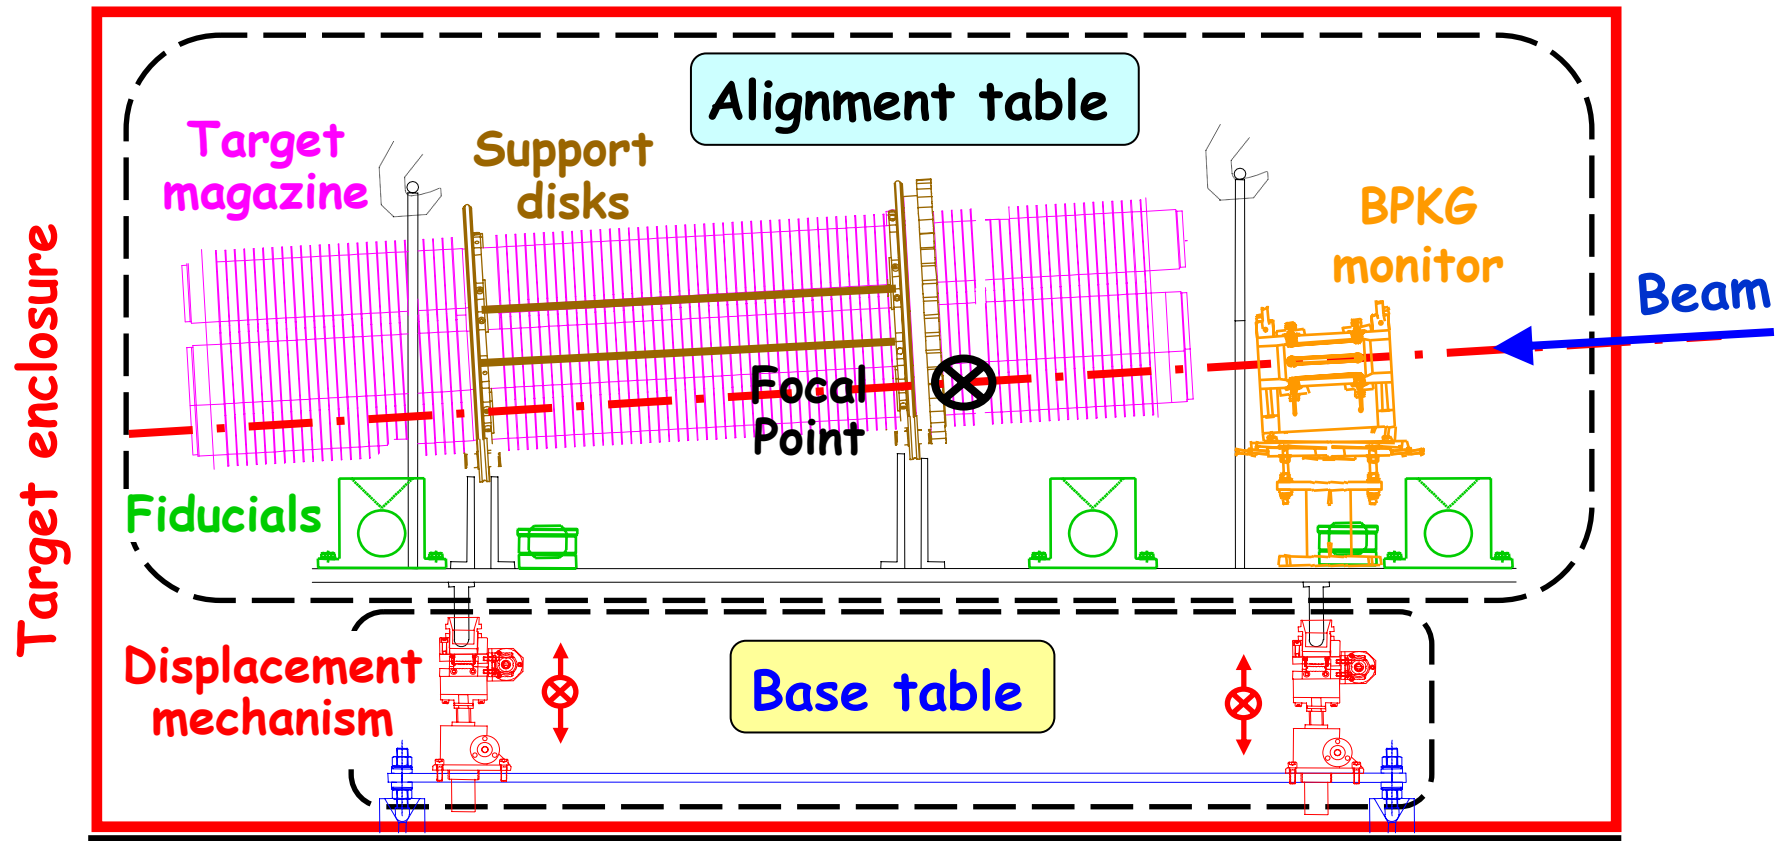 Alignment table
Target
magazine
Support
disks
BPKG
monitor
Beam
Target enclosure
Focal
Point
Fiducials
Displacement
mechanism
Base table